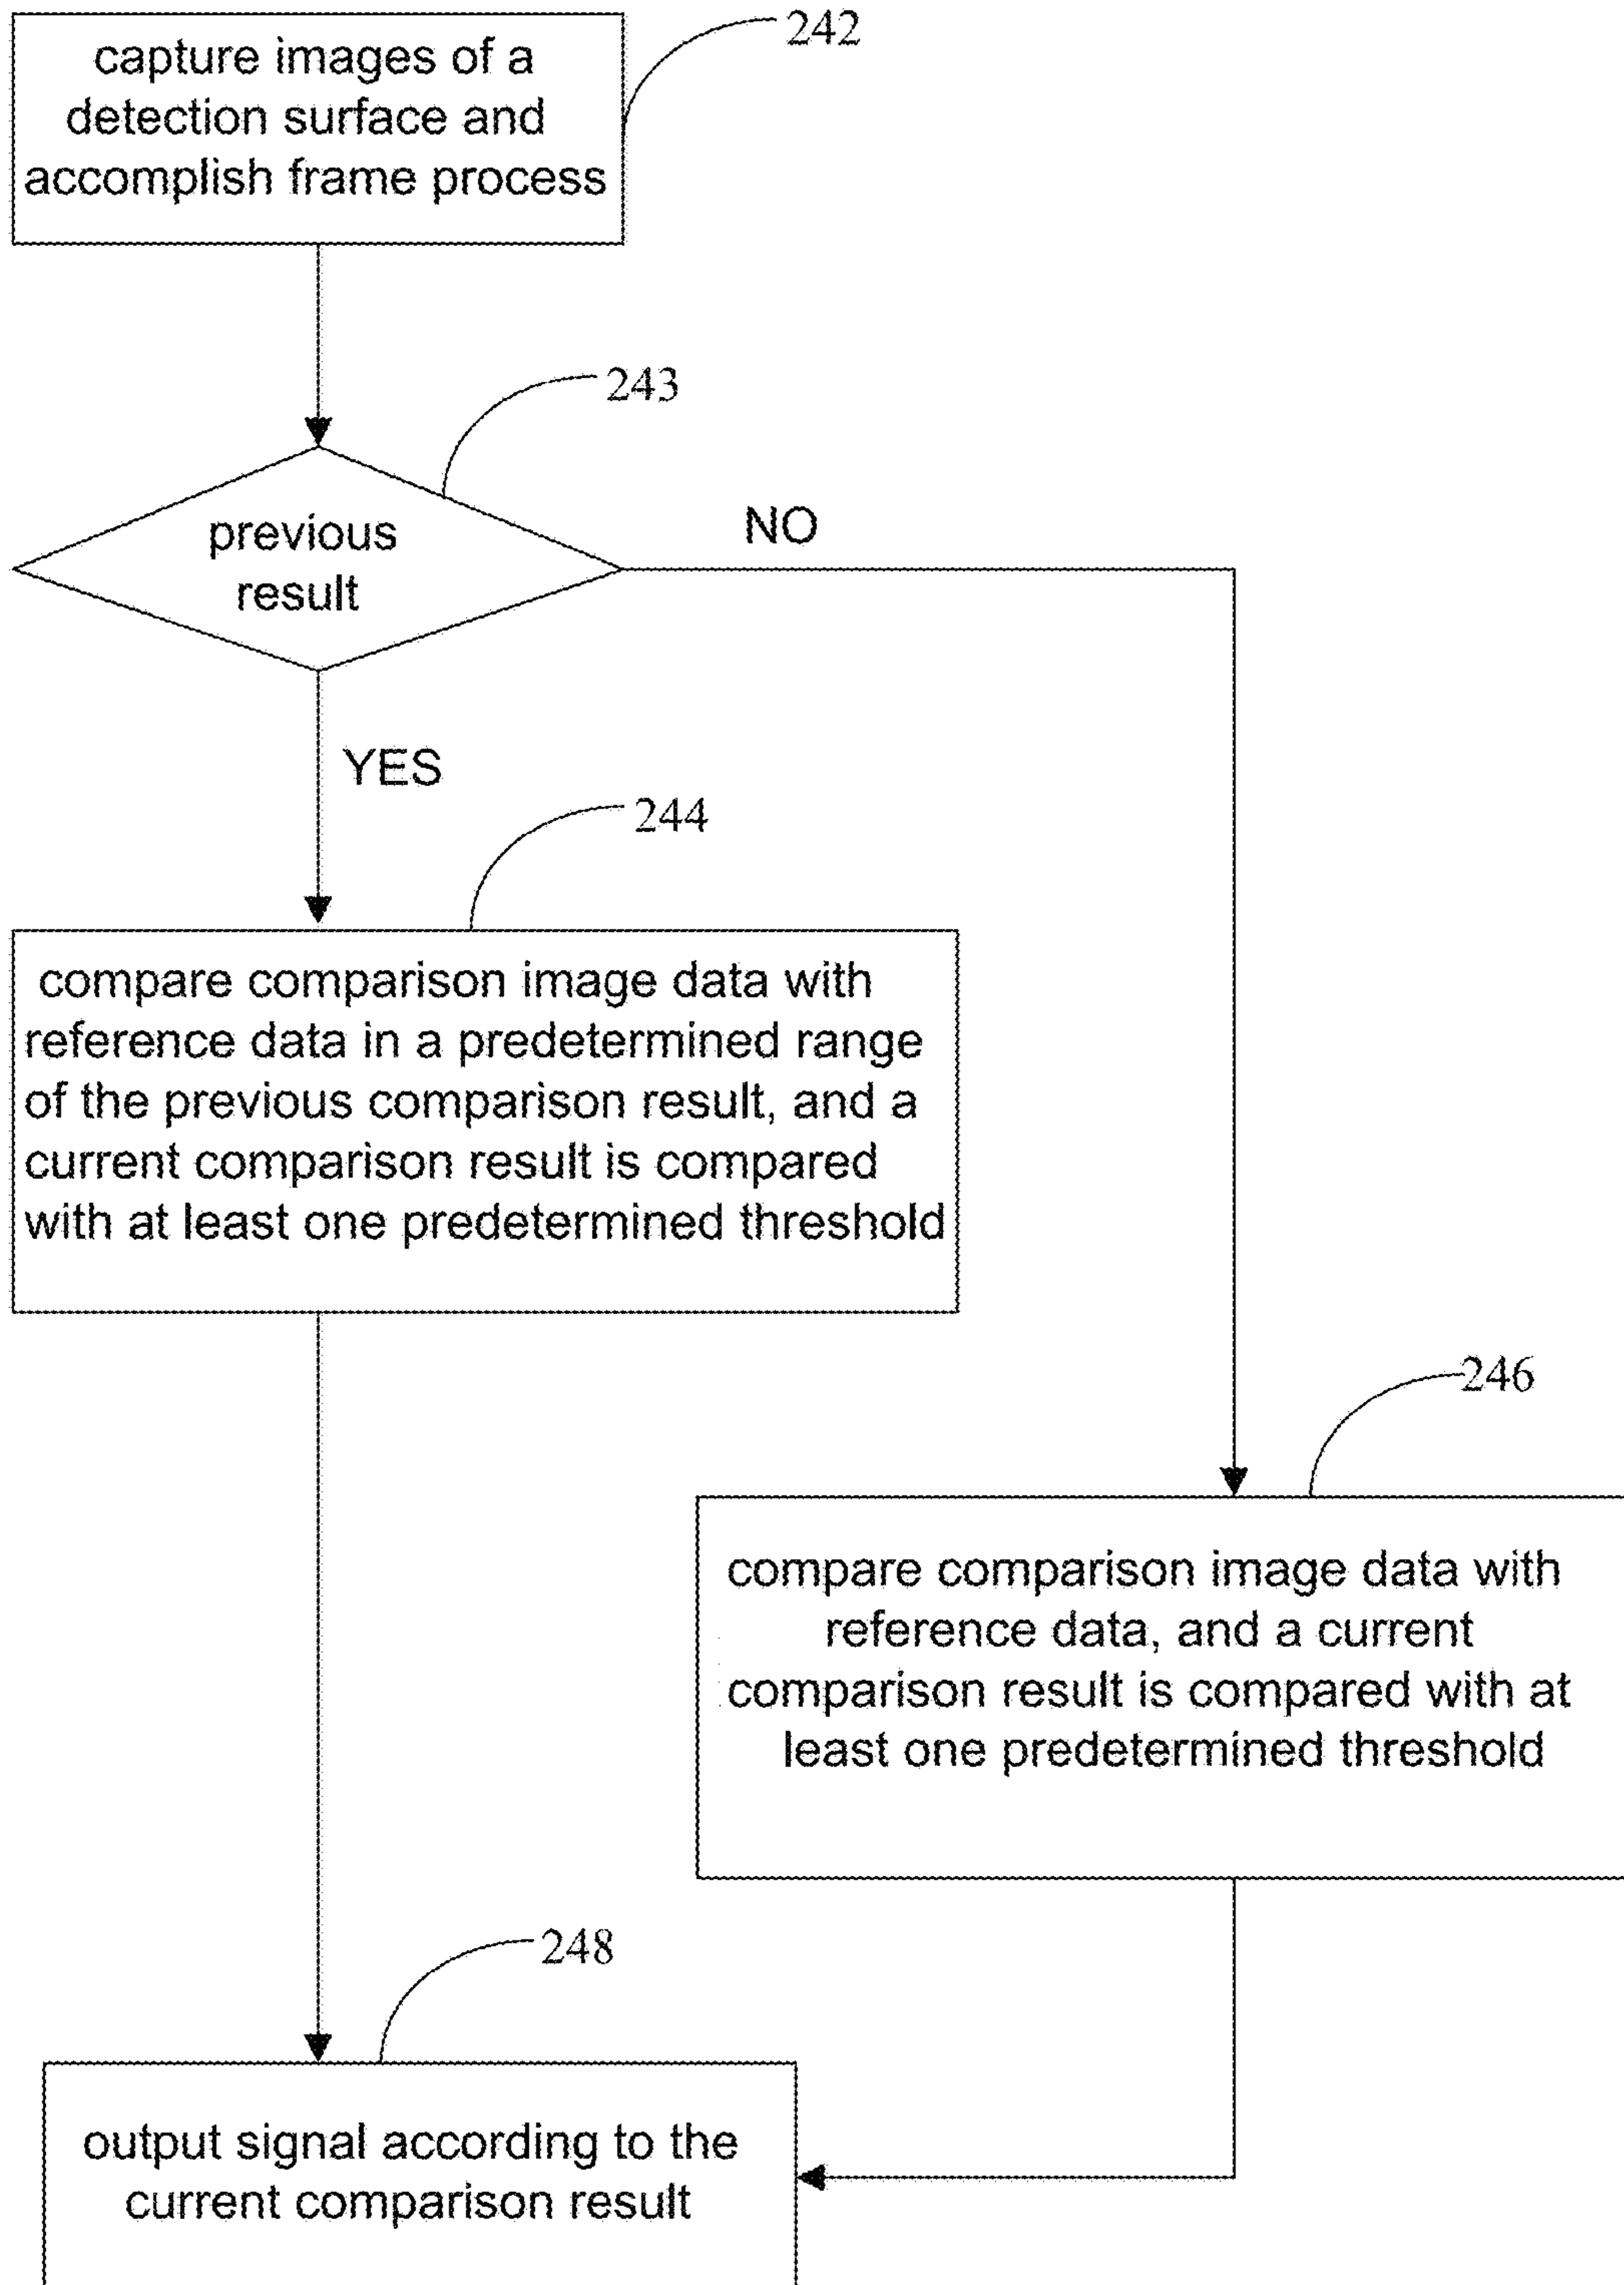 242
capture images of a
detection surface and
accomplish frame process
243
previous
result
NO
YES
244
compare comparison image data with
reference data in a predetermined range
of the previous comparison result, and a
current comparison result is compared
with at least one predetermined threshold
246
compare comparison image data with
reference data, and a current
comparison result is compared with at
least one predetermined threshold
248
output signal according to the
current comparison result